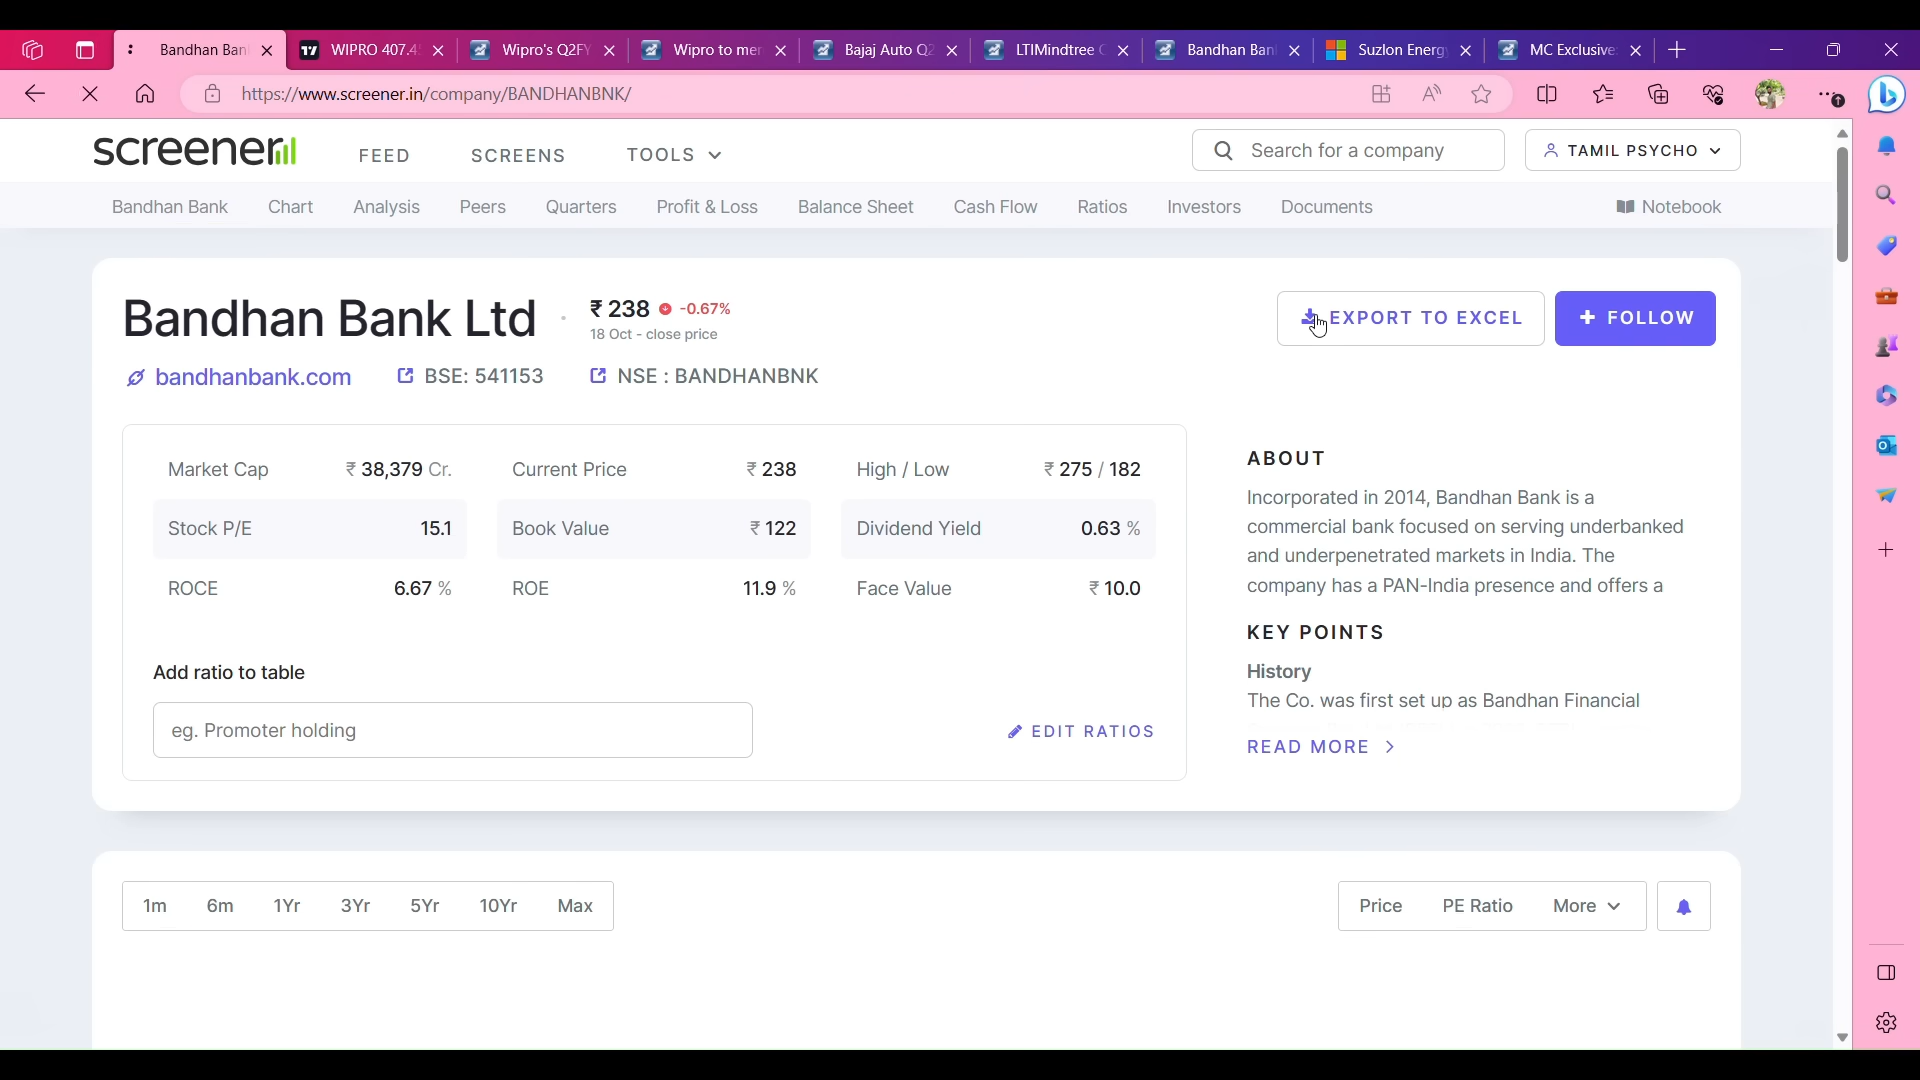 Bandhan Ban
WIPRO 407.4
Wipro's Q2FY
Wipro to mer
Bajaj Auto Q2
LTIMindtree
Bandhan Ban
Suzlon Energ
MC Exclusive:
https://www.screener.in/company/BANDHANBNK/
screener
FEED
SCREENS
TOOLS
Search for a company
TAMIL PSYCHO
Bandhan Bank
Chart
Analysis
Peers
Quarters
Profit & Loss
Balance Sheet
Cash Flow
Ratios
Investors
Documents
Notebook
Bandhan Bank Ltd
₹ 238 -0.67%
18 Oct - close price
EXPORT TO EXCEL
+ FOLLOW
bandhanbank.com
BSE: 541153
NSE : BANDHANBNK
Market Cap ₹ 38,379 Cr.
Current Price ₹ 238
High / Low ₹ 275 / 182
Stock P/E 15.1
Book Value ₹ 122
Dividend Yield 0.63 %
ROCE 6.67 %
ROE 11.9 %
Face Value ₹ 10.0
Add ratio to table
eg. Promoter holding
EDIT RATIOS
ABOUT
Incorporated in 2014, Bandhan Bank is a
commercial bank focused on serving underbanked
and underpenetrated markets in India. The
company has a PAN-India presence and offers a
KEY POINTS
History
The Co. was first set up as Bandhan Financial
READ MORE
1m
6m
1Yr
3Yr
5Yr
10Yr
Max
Price
PE Ratio
More